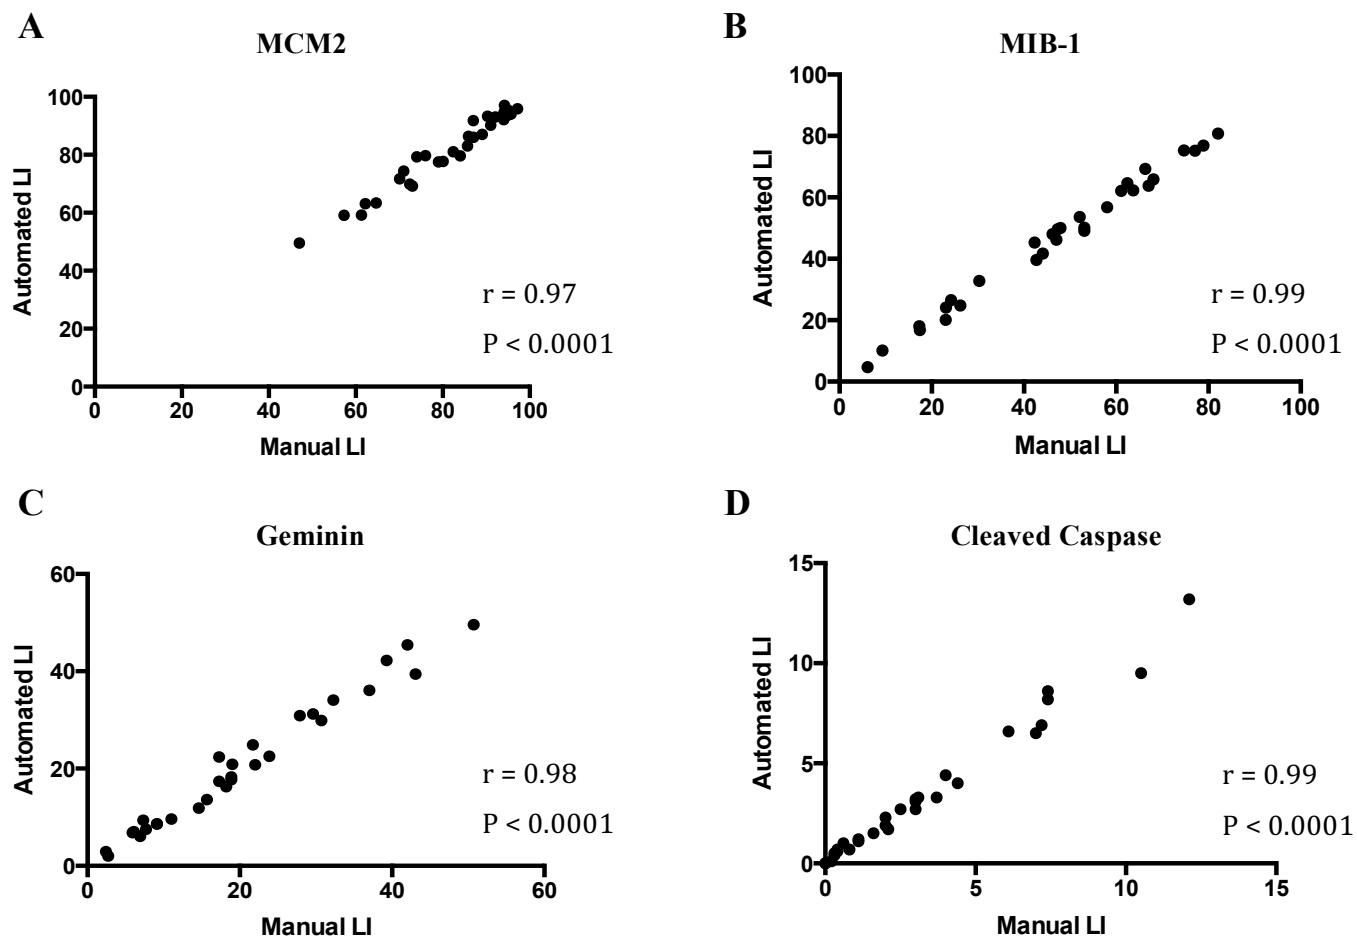 A
MCM2
100
80
60
40
20
0
0 20 40 60 80 100
Automated LI
Manual LI
r = 0.97
P < 0.0001
B
MIB-1
100
80
60
40
20
0
0 20 40 60 80 100
Automated LI
Manual LI
r = 0.99
P < 0.0001
C
Geminin
60
40
20
0
0 20 40 60
Automated LI
Manual LI
r = 0.98
P < 0.0001
D
Cleaved Caspase
15
10
5
0
0 5 10 15
Automated LI
Manual LI
r = 0.99
P < 0.0001